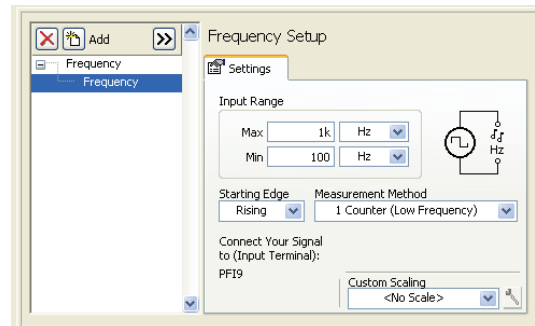 Add
Frequency
Frequency
Frequency Setup
Settings
Input Range
Max 1k Hz
Min 100 Hz
Hz
Starting Edge Measurement Method
Rising 1 Counter (Low Frequency)
Connect Your Signal
to (Input Terminal):
PFI9
Custom Scaling
<No Scale>